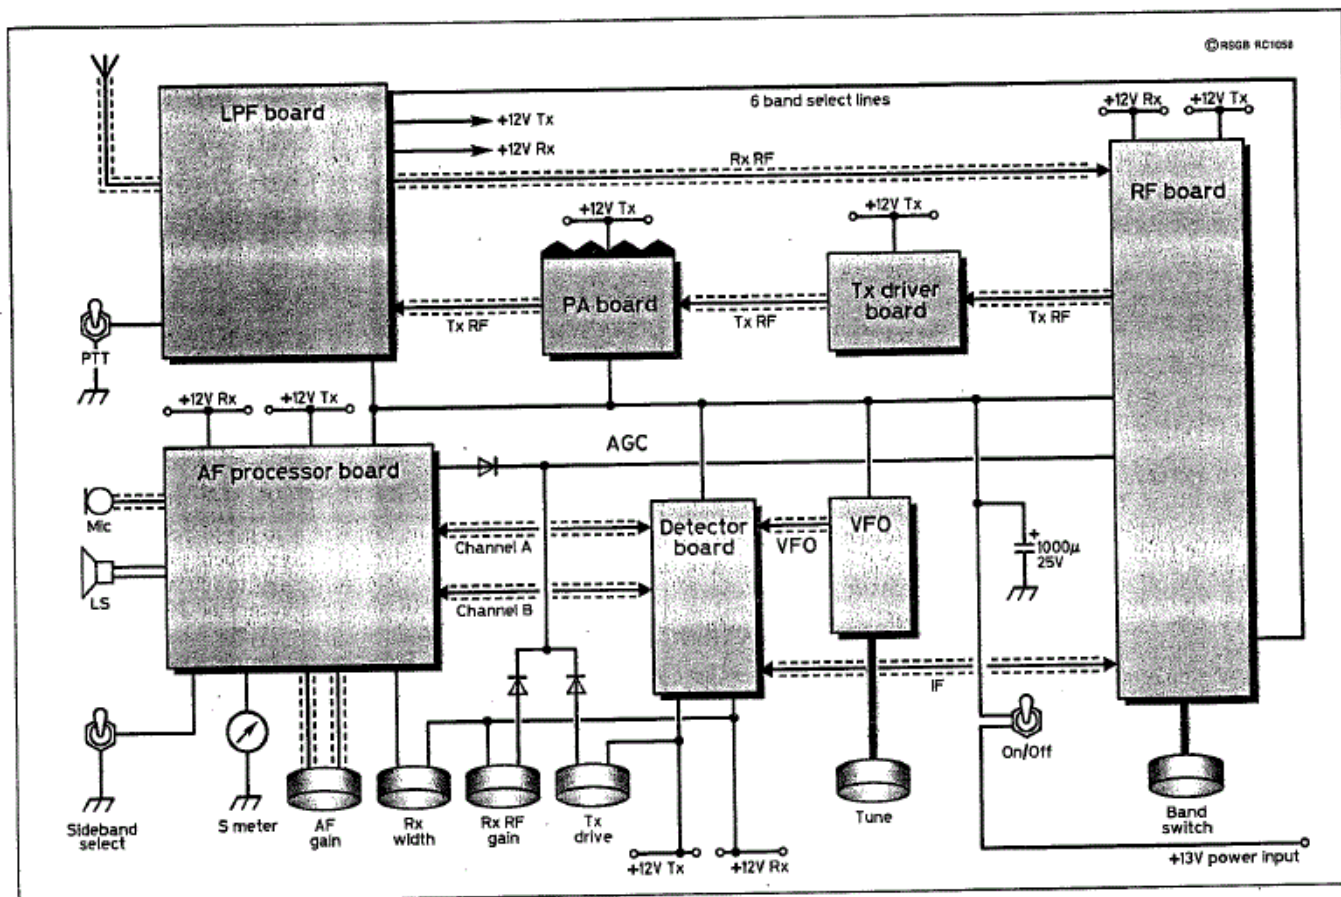 ©RSGB RC1058
LPF board
6 band select lines
+12V Tx
+12V Rx
+12V Rx
+12V Tx
Rx RF
RF board
+12V Tx
+12V Tx
PA board
Tx driver
board
Tx RF
Tx RF
Tx RF
PTT
+12V Rx
+12V Tx
AF processor board
AGC
Mic
LS
Channel A
Channel B
Detector
board
VFO
VFO
+
1000μ
25V
IF
On/Off
Sideband
select
S meter
AF
gain
Rx
width
Rx RF
gain
Tx
drive
Tune
Band
switch
+12V Tx
+12V Rx
+13V power input